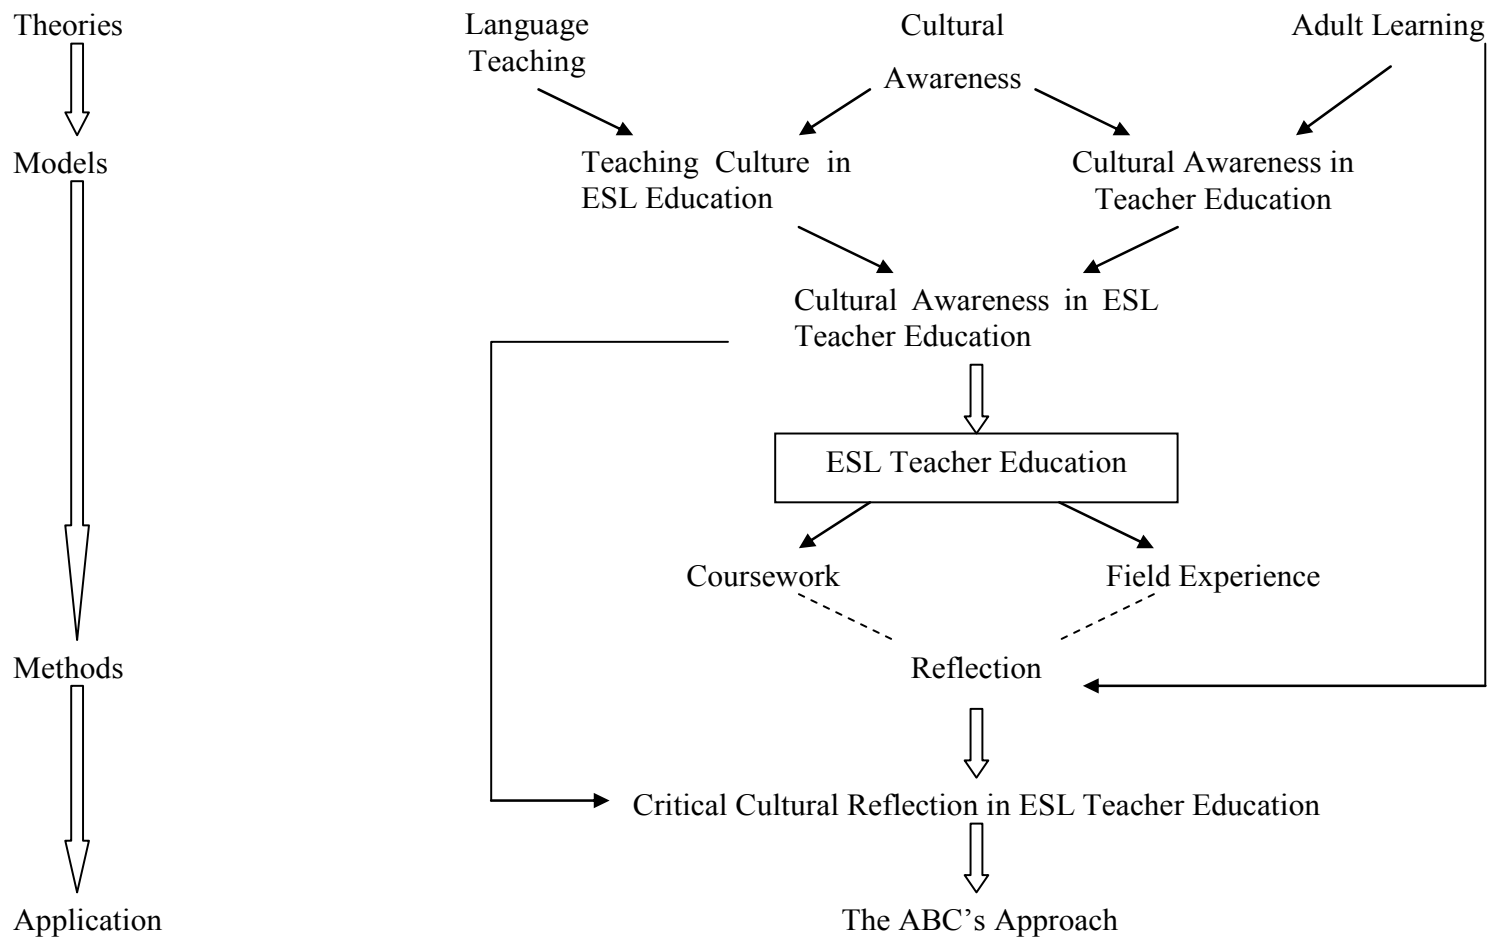 Theories
Language
Teaching
Cultural
Awareness
Adult Learning
Models
Teaching Culture in
ESL Education
Cultural Awareness in
Teacher Education
Cultural Awareness in ESL
Teacher Education
ESL Teacher Education
Coursework
Field Experience
Methods
Reflection
Critical Cultural Reflection in ESL Teacher Education
Application
The ABC’s Approach